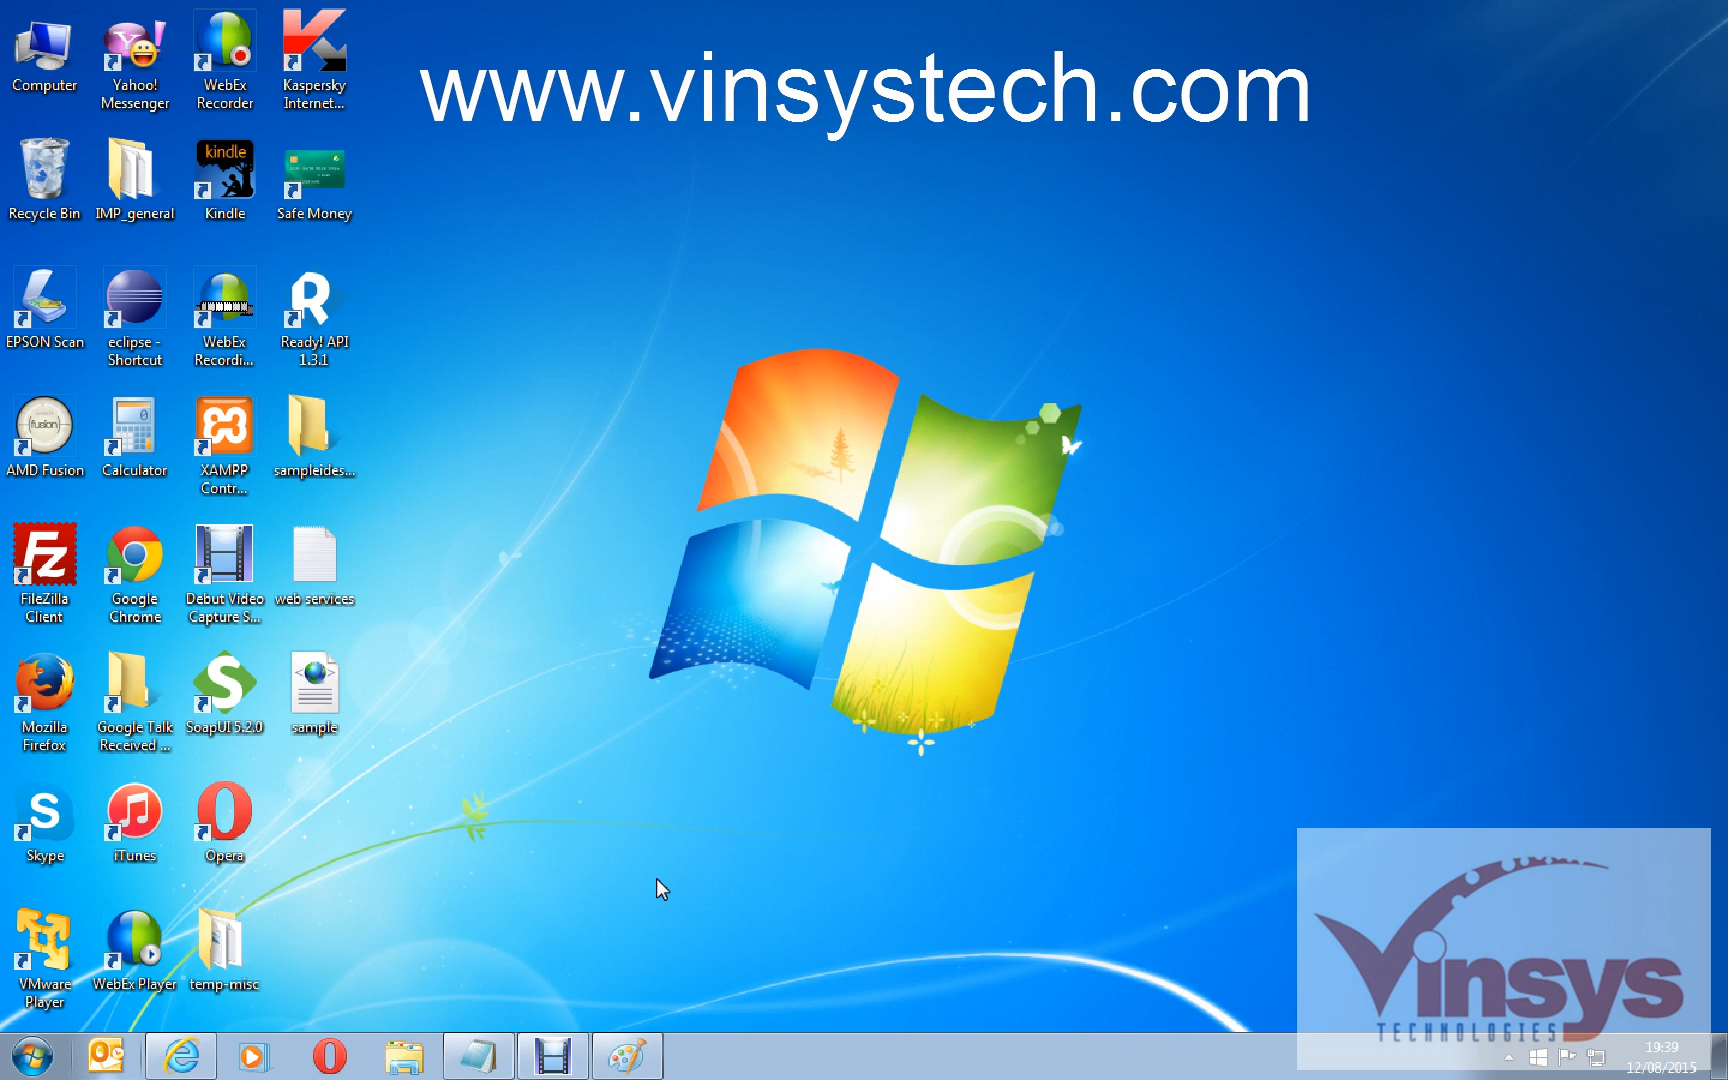 www.vinsystech.com
Computer
Yahoo!
Messenger
WebEx
Recorder
Kaspersky
Internet...
Recycle Bin
IMP_general
kindle
Kindle
Safe Money
EPSON Scan
eclipse -
Shortcut
WebEx
Recordi...
R
Ready! API
1.3.1
fusion
AMD Fusion
0
Calculator
XAMPP
Contr...
sampleides...
Fz
FileZilla
Client
Google
Chrome
Debut Video
Capture S...
web services
Mozilla
Firefox
Google Talk
Received ...
S
SoapUI 5.2.0
sample
S
Skype
iTunes
Opera
VMware
Player
WebEx Player
temp-misc
Vinsys
TECHNOLOGIES
19:39
12/08/2015